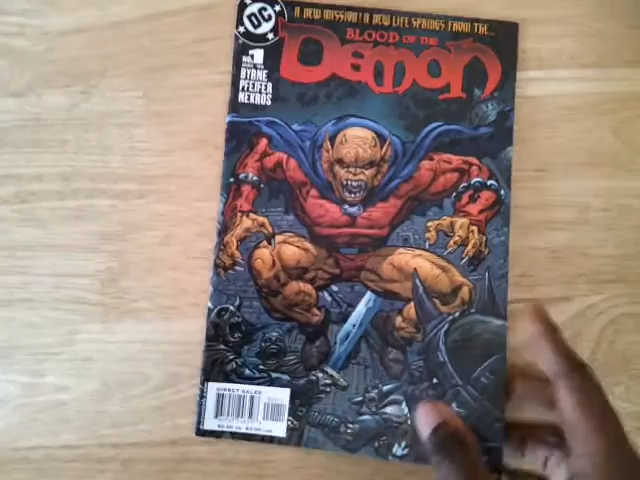 A NEW MISSION! A NEW LIFE SPRINGS FROM THE...
DC
BLOOD OF THE
DEMON
NO. 1
BYRNE
PFEIFER
NEKROS
DIRECT SALES